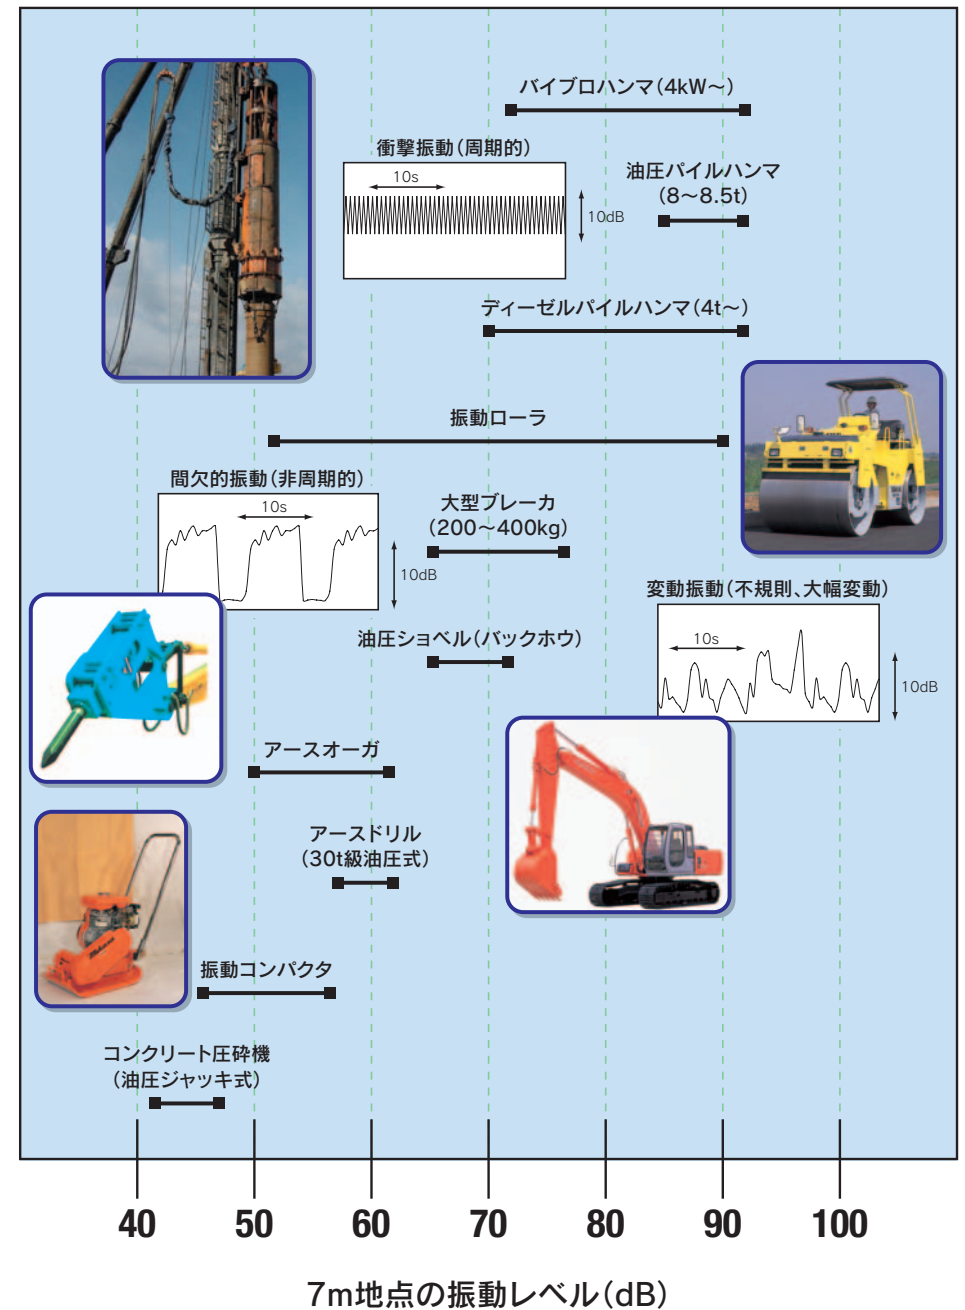 バイブロハンマ(4kW〜)
衝撃振動(周期的)
10s
10dB
油圧パイルハンマ
(8〜8.5t)
ディーゼルパイルハンマ(4t〜)
振動ローラ
間欠的振動(非周期的)
10s
10dB
大型ブレーカ
(200〜400kg)
変動振動(不規則、大幅変動)
10s
10dB
油圧ショベル(バックホウ)
アースオーガ
アースドリル
(30t級油圧式)
振動コンパクタ
コンクリート圧砕機
(油圧ジャッキ式)
40 50 60 70 80 90 100
7m地点の振動レベル(dB)